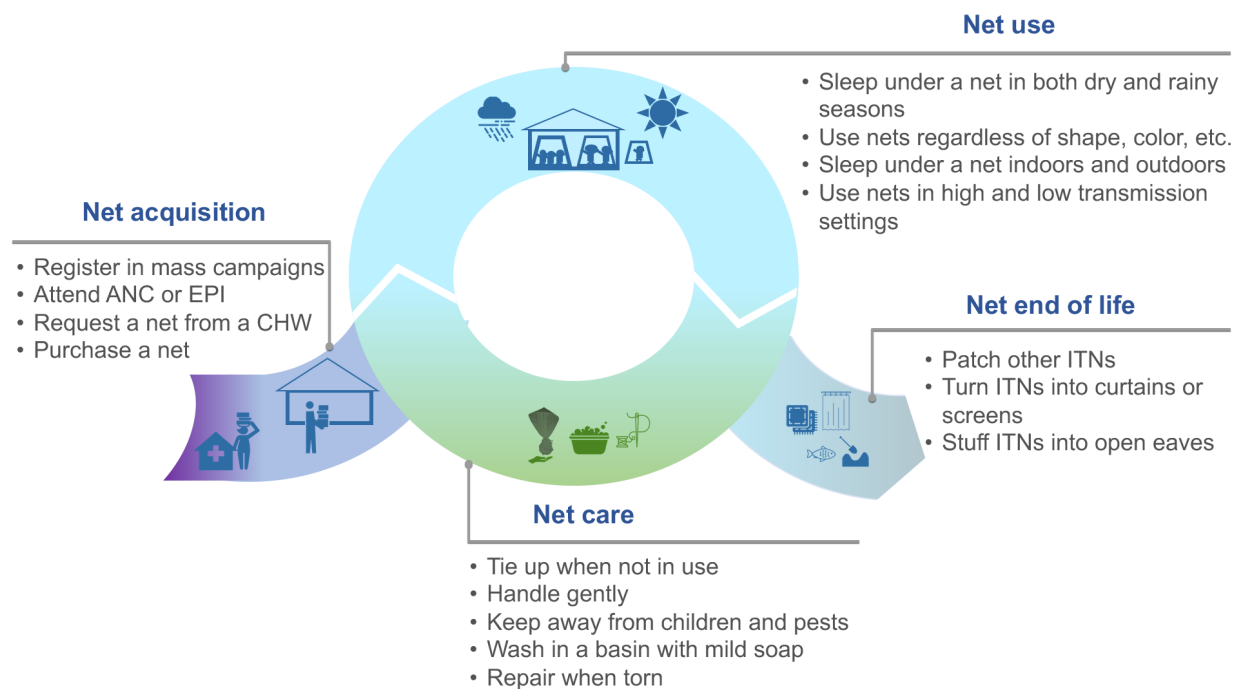 Net use
• Sleep under a net in both dry and rainy
seasons
• Use nets regardless of shape, color, etc.
• Sleep under a net indoors and outdoors
• Use nets in high and low transmission
settings
Net acquisition
• Register in mass campaigns
• Attend ANC or EPI
• Request a net from a CHW
• Purchase a net
Net end of life
• Patch other ITNs
• Turn ITNs into curtains or
screens
• Stuff ITNs into open eaves
Net care
• Tie up when not in use
• Handle gently
• Keep away from children and pests
• Wash in a basin with mild soap
• Repair when torn